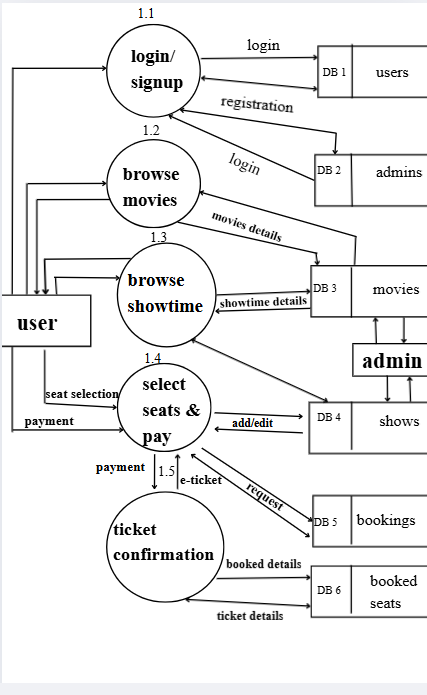 1.1
login/
signup
login
DB 1
users
registration
1.2
login
DB 2
admins
browse
movies
movies details
1.3
browse
showtime
showtime details
DB 3
movies
user
admin
1.4
select
seats &
pay
seat selection
payment
add/edit
DB 4
shows
payment
1.5
e-ticket
request
DB 5
bookings
ticket
confirmation
booked details
DB 6
booked
seats
ticket details